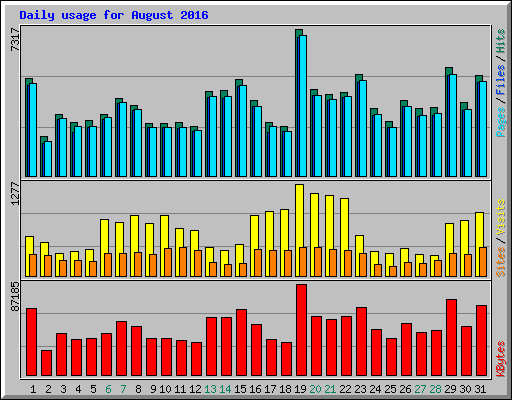 Daily usage for August 2016
7317
Pages / Files / Hits
1277
Sites / Visits
87185
KBytes
1 2 3 4 5 6 7 8 9 10 11 12 13 14 15 16 17 18 19 20 21 22 23 24 25 26 27 28 29 30 31